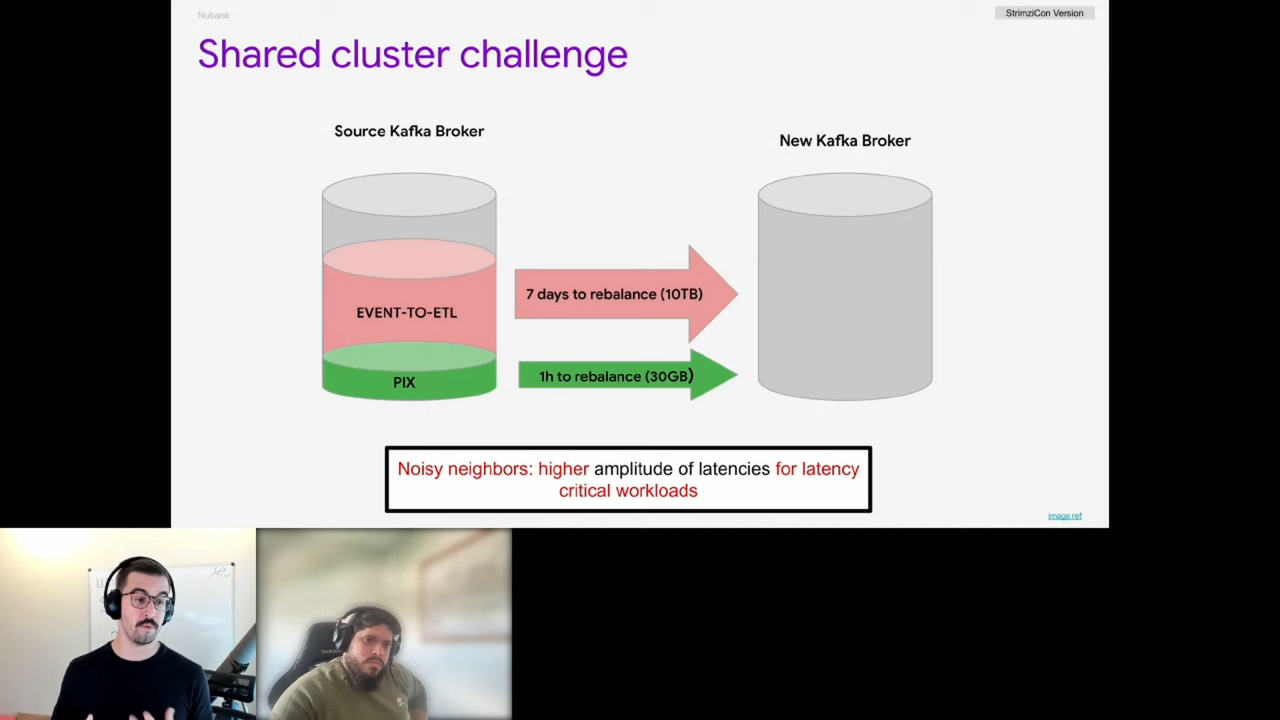 Nubank
StrimziCon Version
Shared cluster challenge
Source Kafka Broker
New Kafka Broker
EVENT-TO-ETL
7 days to rebalance (10TB)
PIX
1h to rebalance (30GB)
Noisy neighbors: higher amplitude of latencies for latency
critical workloads
image.ref